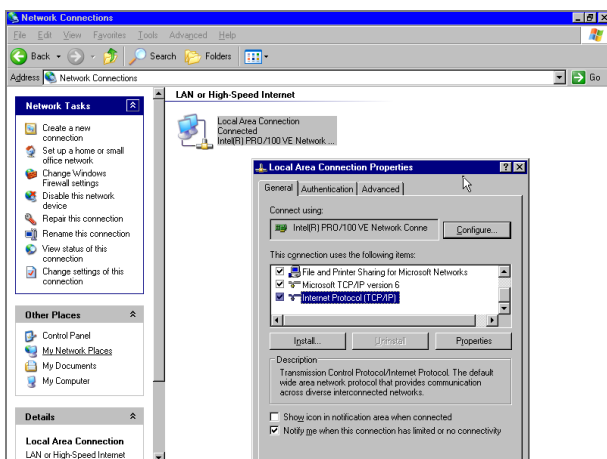 Network Connections
File Edit View Favorites Tools Advanced Help
Back Search Folders
Address Network Connections Go
Network Tasks
Create a new
connection
Set up a home or small
office network
Change Windows
Firewall settings
Disable this network
device
Repair this connection
Rename this connection
View status of this
connection
Change settings of this
connection
Other Places
Control Panel
My Network Places
My Documents
My Computer
Details
Local Area Connection
LAN or High-Speed Internet
LAN or High-Speed Internet
Local Area Connection
Connected
Intel(R) PRO/100 VE Network ...
Local Area Connection Properties
General Authentication Advanced
Connect using:
Intel(R) PRO/100 VE Network Conne
Configure...
This connection uses the following items:
File and Printer Sharing for Microsoft Networks
Microsoft TCP/IP version 6
Internet Protocol (TCP/IP)
Install... Uninstall Properties
Description
Transmission Control Protocol/Internet Protocol. The default
wide area network protocol that provides communication
across diverse interconnected networks.
Show icon in notification area when connected
Notify me when this connection has limited or no connectivity